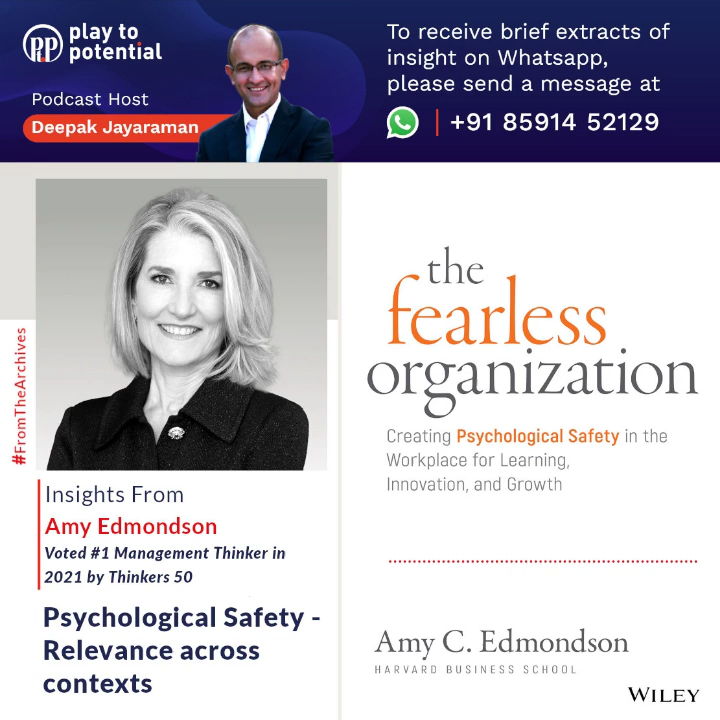 play to
potential
Podcast Host
Deepak Jayaraman
To receive brief extracts of
insight on Whatsapp,
please send a message at
+91 85914 52129
#FromTheArchives
Insights From
Amy Edmondson
Voted #1 Management Thinker in
2021 by Thinkers 50
Psychological Safety -
Relevance across
contexts
the
fearless
organization
Creating Psychological Safety in the
Workplace for Learning,
Innovation, and Growth
Amy C. Edmondson
HARVARD BUSINESS SCHOOL
WILEY